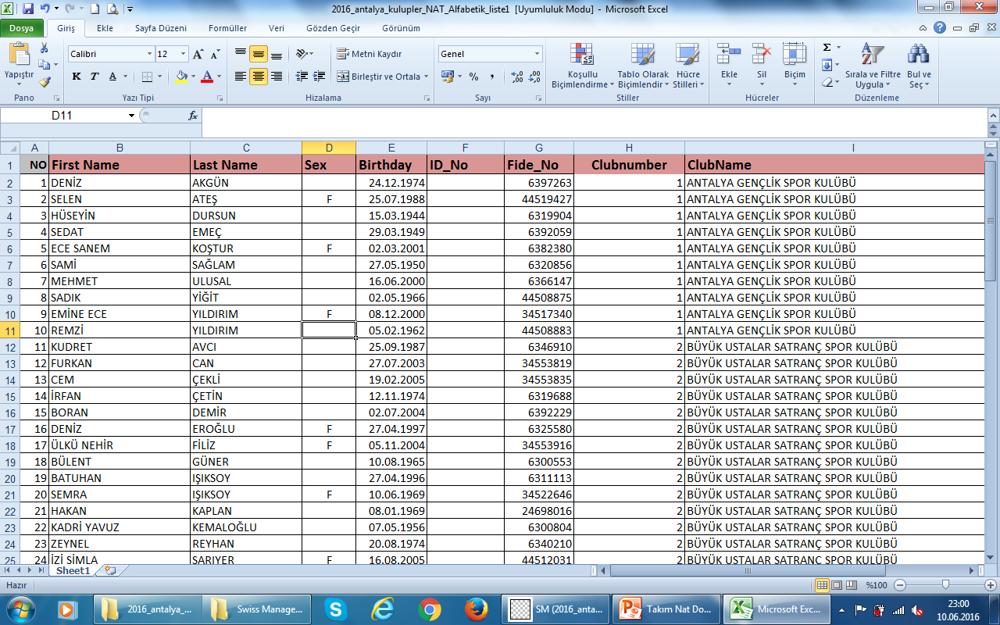 2016_antalya_kulupler_NAT_Alfabetik_liste1 [Uyumluluk Modu] - Microsoft Excel
Dosya Giriş Ekle Sayfa Düzeni Formüller Veri Gözden Geçir Görünüm
Yapıştır Calibri 12 Metni Kaydır Genel Koşullu Biçimlendirme Tablo Olarak Biçimlendir Hücre Stilleri Ekle Sil Biçim Sırala ve Filtre Uygula Bul ve Seç
K T A A Birleştir ve Ortala % ,
Pano Yazı Tipi Hizalama Sayı Stiller Hücreler Düzenleme
D11 fx
A B C D E F G H I
1 NO First Name Last Name Sex Birthday ID_No Fide_No Clubnumber ClubName
2 1 DENİZ AKGÜN 24.12.1974 6397263 1 ANTALYA GENÇLİK SPOR KULÜBÜ
3 2 SELEN ATEŞ F 25.07.1988 44519427 1 ANTALYA GENÇLİK SPOR KULÜBÜ
4 3 HÜSEYİN DURSUN 15.03.1944 6319904 1 ANTALYA GENÇLİK SPOR KULÜBÜ
5 4 SEDAT EMEÇ 29.03.1949 6392059 1 ANTALYA GENÇLİK SPOR KULÜBÜ
6 5 ECE SANEM KOŞTUR F 02.03.2001 6382380 1 ANTALYA GENÇLİK SPOR KULÜBÜ
7 6 SAMİ SAĞLAM 27.05.1950 6320856 1 ANTALYA GENÇLİK SPOR KULÜBÜ
8 7 MEHMET ULUSAL 16.06.2000 6366147 1 ANTALYA GENÇLİK SPOR KULÜBÜ
9 8 SADIK YİĞİT 02.05.1966 44508875 1 ANTALYA GENÇLİK SPOR KULÜBÜ
10 9 EMİNE ECE YILDIRIM F 08.12.2000 34517340 1 ANTALYA GENÇLİK SPOR KULÜBÜ
11 10 REMZİ YILDIRIM 05.02.1962 44508883 1 ANTALYA GENÇLİK SPOR KULÜBÜ
12 11 KUDRET AVCI 25.09.1987 6346910 2 BÜYÜK USTALAR SATRANÇ SPOR KULÜBÜ
13 12 FURKAN CAN 27.07.2003 34553819 2 BÜYÜK USTALAR SATRANÇ SPOR KULÜBÜ
14 13 CEM ÇEKLİ 19.02.2005 34553835 2 BÜYÜK USTALAR SATRANÇ SPOR KULÜBÜ
15 14 İRFAN ÇETİN 12.11.1974 6319688 2 BÜYÜK USTALAR SATRANÇ SPOR KULÜBÜ
16 15 BORAN DEMİR 02.07.2004 6392229 2 BÜYÜK USTALAR SATRANÇ SPOR KULÜBÜ
17 16 DENİZ EROĞLU F 27.04.1997 6325580 2 BÜYÜK USTALAR SATRANÇ SPOR KULÜBÜ
18 17 ÜLKÜ NEHİR FİLİZ F 05.11.2004 34553916 2 BÜYÜK USTALAR SATRANÇ SPOR KULÜBÜ
19 18 BÜLENT GÜNER 10.08.1965 6300553 2 BÜYÜK USTALAR SATRANÇ SPOR KULÜBÜ
20 19 BATUHAN IŞIKSOY 27.04.1996 6311113 2 BÜYÜK USTALAR SATRANÇ SPOR KULÜBÜ
21 20 SEMRA IŞIKSOY F 10.06.1969 34522646 2 BÜYÜK USTALAR SATRANÇ SPOR KULÜBÜ
22 21 HAKAN KAPLAN 08.01.1969 24698016 2 BÜYÜK USTALAR SATRANÇ SPOR KULÜBÜ
23 22 KADRİ YAVUZ KEMALOĞLU 07.05.1956 6300804 2 BÜYÜK USTALAR SATRANÇ SPOR KULÜBÜ
24 23 ZEYNEL REYHAN 20.08.1974 6340210 2 BÜYÜK USTALAR SATRANÇ SPOR KULÜBÜ
25 24 İZİ SİMLA SARIYER F 16.08.2005 44512031 2 BÜYÜK USTALAR SATRANÇ SPOR KULÜBÜ
Sheet1
Hazır %100
2016_antalya_... Swiss Manage... SM (2016_anta... Takım Nat Do... Microsoft Exc... 23:00
10.06.2016